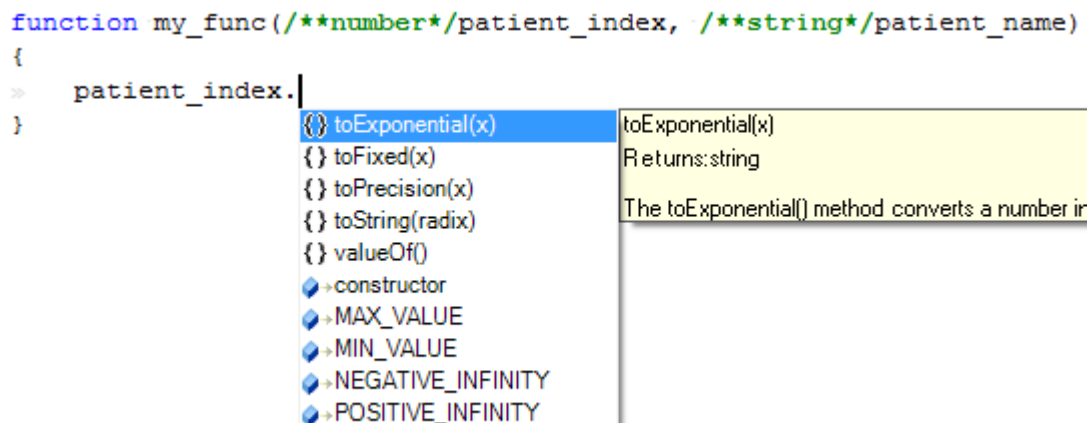 function my_func(/**number*/patient_index, /**string*/patient_name)
{
» patient_index.
}
{} toExponential(x)
{} toFixed(x)
{} toPrecision(x)
{} toString(radix)
{} valueOf()
constructor
MAX_VALUE
MIN_VALUE
NEGATIVE_INFINITY
POSITIVE_INFINITY
toExponential(x)
Returns:string
The toExponential() method converts a number in